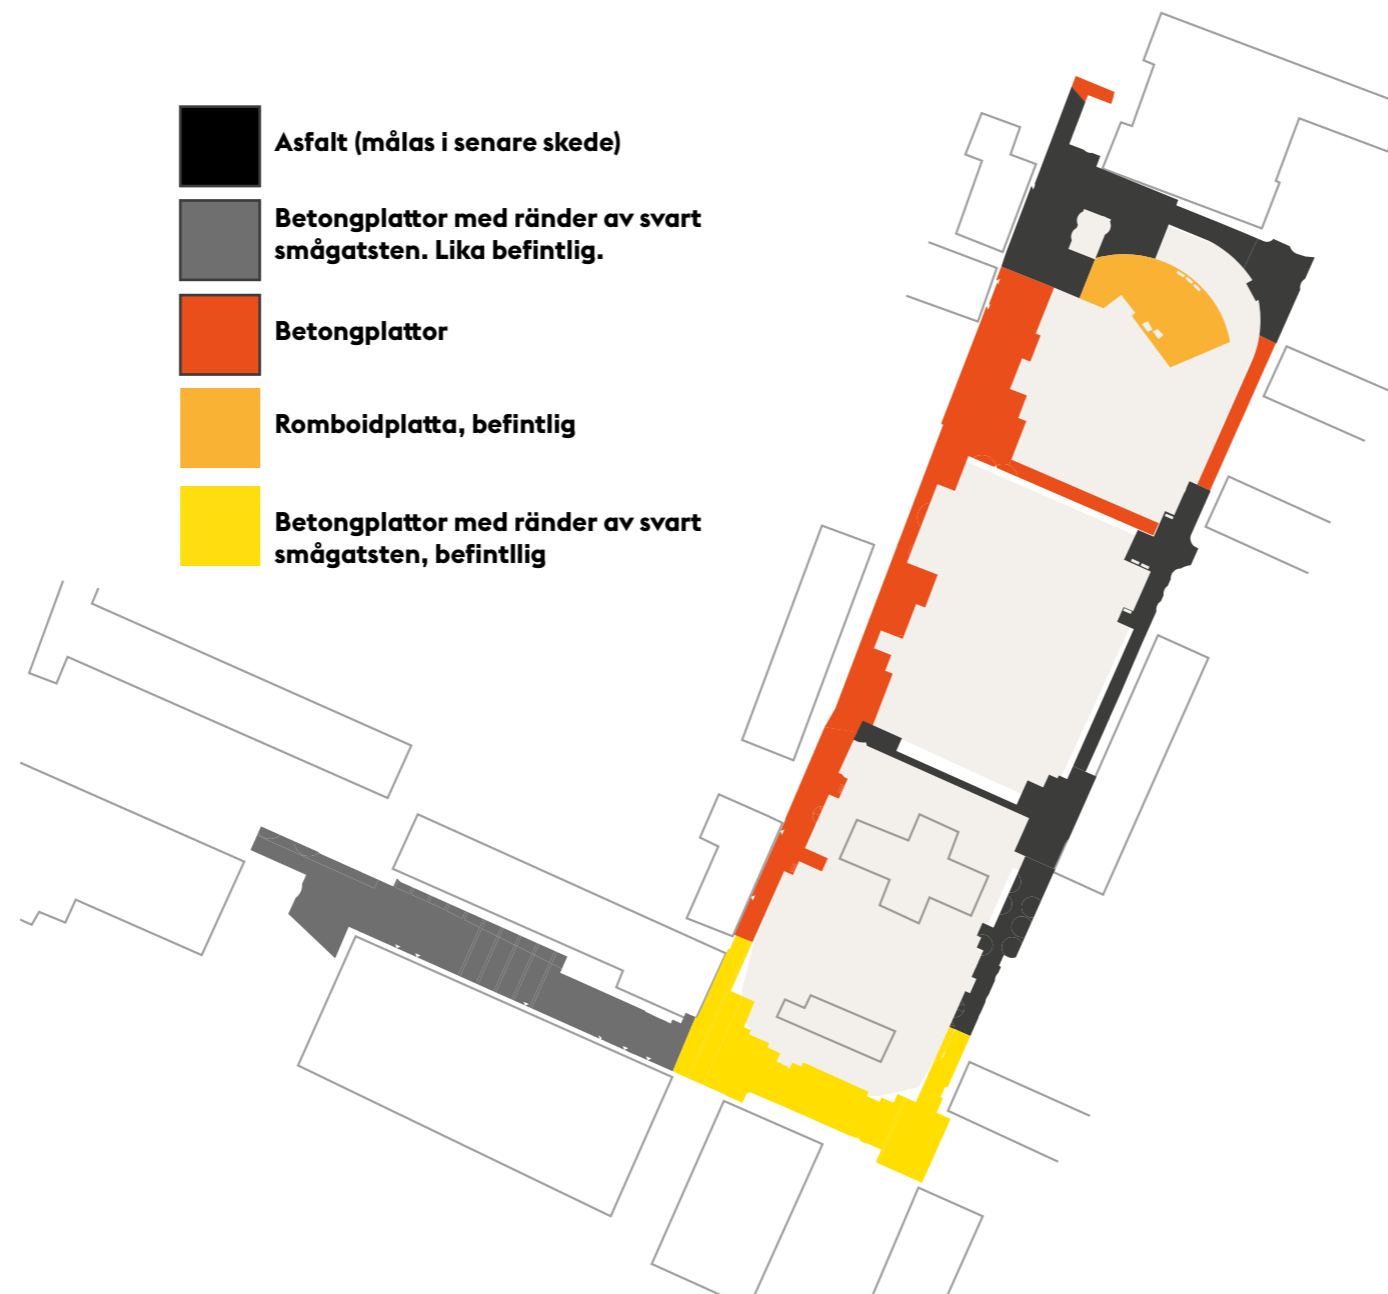 Asfalt (målas i senare skede)
Betongplattor med ränder av svart
smågatsten. Lika befintlig.
Betongplattor
Romboidplatta, befintlig
Betongplattor med ränder av svart
smågatsten, befintllig